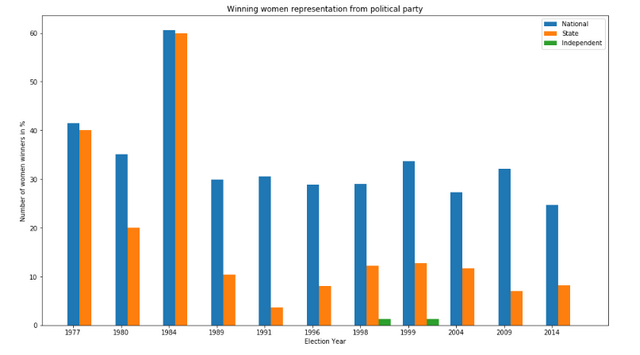 Winning women representation from political party
National
State
Independent
Number of women winners in %
60
50
40
30
20
10
0
1977 1980 1984 1989 1991 1996 1998 1999 2004 2009 2014
Election Year